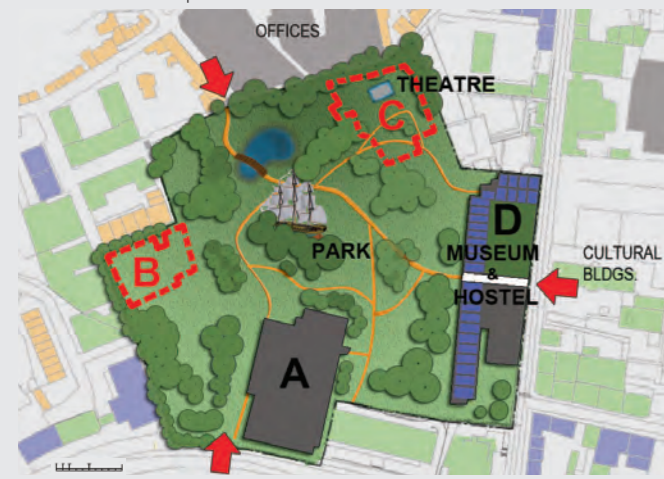 OFFICES
THEATRE
C
D
PARK
MUSEUM
&
HOSTEL
CULTURAL
BLDGS.
B
A